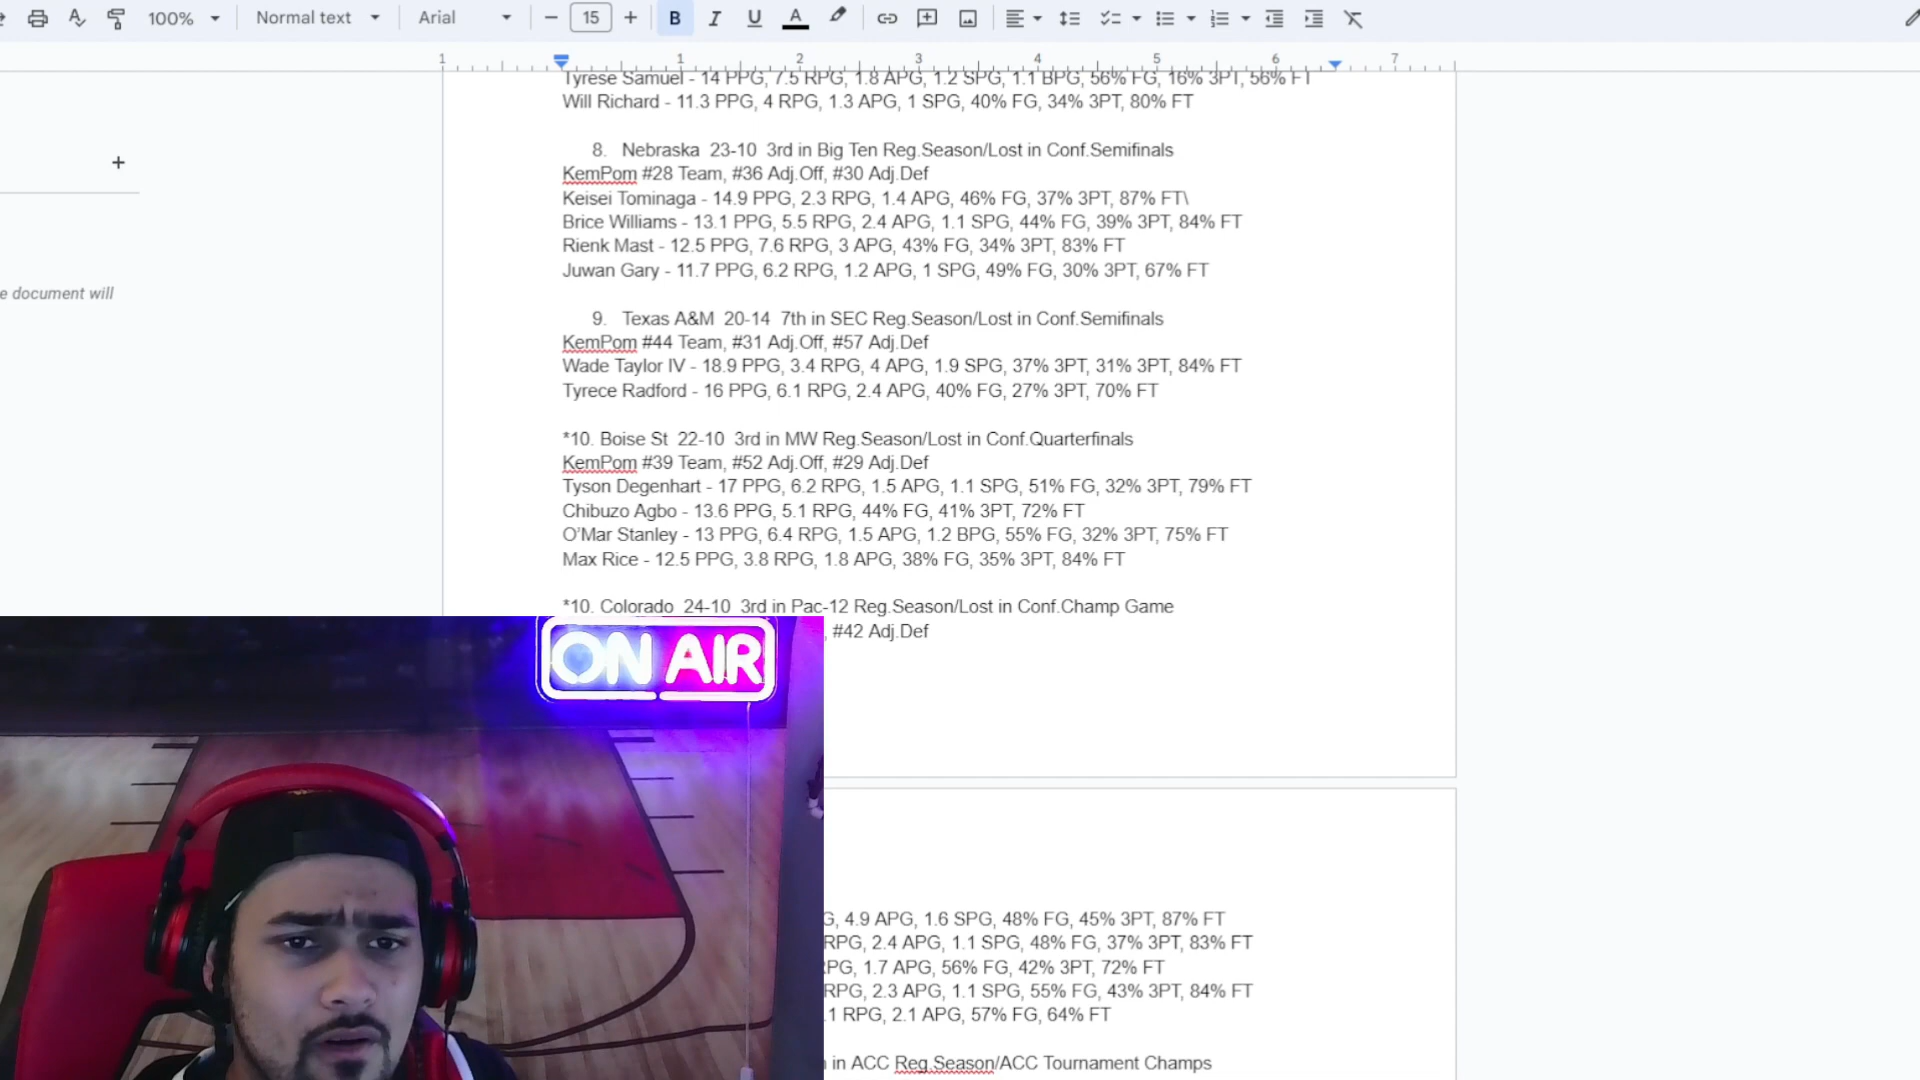 100%
Normal text
Arial
15
B I U A
1 1 2 3 4 5 6 7
Tyrese Samuel - 14 PPG, 7.5 RPG, 1.8 APG, 1.2 SPG, 1.1 BPG, 56% FG, 16% 3PT, 56% FT
Will Richard - 11.3 PPG, 4 RPG, 1.3 APG, 1 SPG, 40% FG, 34% 3PT, 80% FT
8. Nebraska 23-10 3rd in Big Ten Reg.Season/Lost in Conf.Semifinals
KemPom #28 Team, #36 Adj.Off, #30 Adj.Def
Keisei Tominaga - 14.9 PPG, 2.3 RPG, 1.4 APG, 46% FG, 37% 3PT, 87% FT\
Brice Williams - 13.1 PPG, 5.5 RPG, 2.4 APG, 1.1 SPG, 44% FG, 39% 3PT, 84% FT
Rienk Mast - 12.5 PPG, 7.6 RPG, 3 APG, 43% FG, 34% 3PT, 83% FT
Juwan Gary - 11.7 PPG, 6.2 RPG, 1.2 APG, 1 SPG, 49% FG, 30% 3PT, 67% FT
e document will
9. Texas A&M 20-14 7th in SEC Reg.Season/Lost in Conf.Semifinals
KemPom #44 Team, #31 Adj.Off, #57 Adj.Def
Wade Taylor IV - 18.9 PPG, 3.4 RPG, 4 APG, 1.9 SPG, 37% 3PT, 31% 3PT, 84% FT
Tyrece Radford - 16 PPG, 6.1 RPG, 2.4 APG, 40% FG, 27% 3PT, 70% FT
*10. Boise St 22-10 3rd in MW Reg.Season/Lost in Conf.Quarterfinals
KemPom #39 Team, #52 Adj.Off, #29 Adj.Def
Tyson Degenhart - 17 PPG, 6.2 RPG, 1.5 APG, 1.1 SPG, 51% FG, 32% 3PT, 79% FT
Chibuzo Agbo - 13.6 PPG, 5.1 RPG, 44% FG, 41% 3PT, 72% FT
O'Mar Stanley - 13 PPG, 6.4 RPG, 1.5 APG, 1.2 BPG, 55% FG, 32% 3PT, 75% FT
Max Rice - 12.5 PPG, 3.8 RPG, 1.8 APG, 38% FG, 35% 3PT, 84% FT
*10. Colorado 24-10 3rd in Pac-12 Reg.Season/Lost in Conf.Champ Game
, #42 Adj.Def
ON AIR
G, 4.9 APG, 1.6 SPG, 48% FG, 45% 3PT, 87% FT
RPG, 2.4 APG, 1.1 SPG, 48% FG, 37% 3PT, 83% FT
RPG, 1.7 APG, 56% FG, 42% 3PT, 72% FT
RPG, 2.3 APG, 1.1 SPG, 55% FG, 43% 3PT, 84% FT
.1 RPG, 2.1 APG, 57% FG, 64% FT
in ACC Reg.Season/ACC Tournament Champs